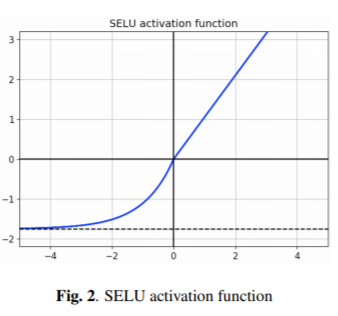 SELU activation function
3
2
1
0
−1
−2
−4 −2 0 2 4
Fig. 2. SELU activation function